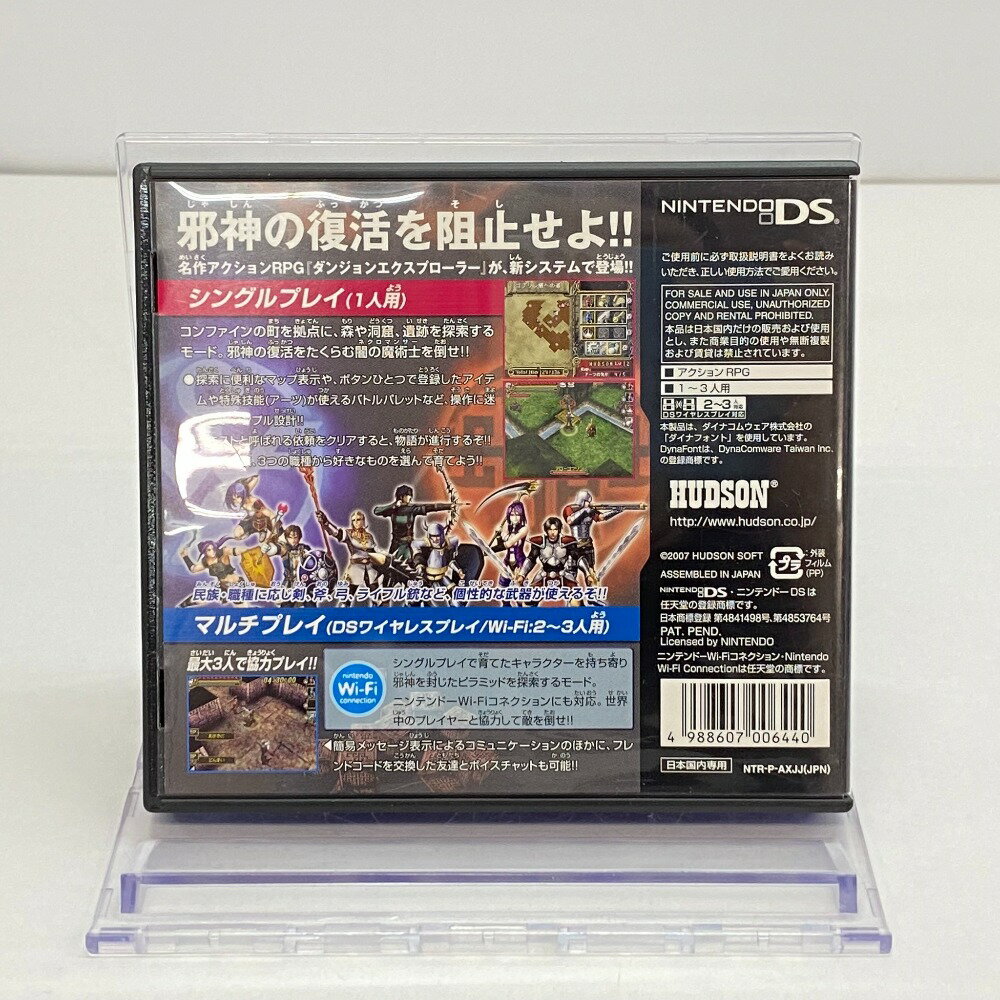 邪神の復活を阻止せよ!!
名作アクションRPG『ダンジョンエクスプローラー』が、新システムで登場!!
シングルプレイ(1人用)
コンファインの町を拠点に、森や洞窟、遺跡を探索する
モード。邪神の復活をたくらむ闇の魔術士を倒せ!!
●探索に便利なマップ表示や、ボタンひとつで登録したアイテ
ムや特殊技能(アーツ)が使えるバトルパレットなど、操作に迷
プル設計!!
ストと呼ばれる依頼をクリアすると、物語が進行するぞ!!
、3つの職種から好きなものを選んで育てよう!!
民族・職種に応じ剣、斧、弓、ライフル銃など、個性的な武器が使えるぞ!!
マルチプレイ(DSワイヤレスプレイ/Wi-Fi:2〜3人用)
最大3人で協力プレイ!!
nintendo
Wi-Fi
connection
シングルプレイで育てたキャラクターを持ち寄り
邪神を封じたピラミッドを探索するモード。
ニンテンドーWi-Fiコネクションにも対応。世界
中のプレイヤーと協力して敵を倒せ!!
◀簡易メッセージ表示によるコミュニケーションのほかに、フレ
ンドコードを交換した友達とボイスチャットも可能!!
NINTENDO DS
ご使用前に必ず取扱説明書をよくお読み
いただき、正しい使用方法でご愛用ください。
FOR SALE AND USE IN JAPAN ONLY.
COMMERCIAL USE, UNAUTHORIZED
COPY AND RENTAL PROHIBITED.
本品は日本国内だけの販売および使用
とし、また商業目的の使用や無断複製
および賃貸は禁止されています。
アクションRPG
1〜3人用
2〜3人対応
DSワイヤレスプレイ対応
本製品は、ダイナコムウェア株式会社の
「ダイナフォント」を使用しています。
DynaFontは、DynaComware Taiwan Inc.
の登録商標です。
HUDSON®
http://www.hudson.co.jp/
©2007 HUDSON SOFT
ASSEMBLED IN JAPAN
プラ
:外装
フィルム
(PP)
NINTENDO DS・ニンテンドーDSは
任天堂の登録商標です。
日本商標登録 第4841498号、第4853764号
PAT. PEND.
Licensed by NINTENDO
ニンテンドーWi-Fiコネクション・Nintendo
Wi-Fi Connectionは任天堂の商標です。
4 988607 006440
日本国内専用
NTR-P-AXJJ(JPN)